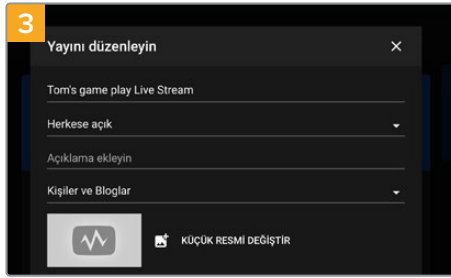 3
Yayını düzenleyin
Tom's game play Live Stream
Herkese açık
Açıklama ekleyin
Kişiler ve Bloglar
KÜÇÜK RESMİ DEĞİŞTİR